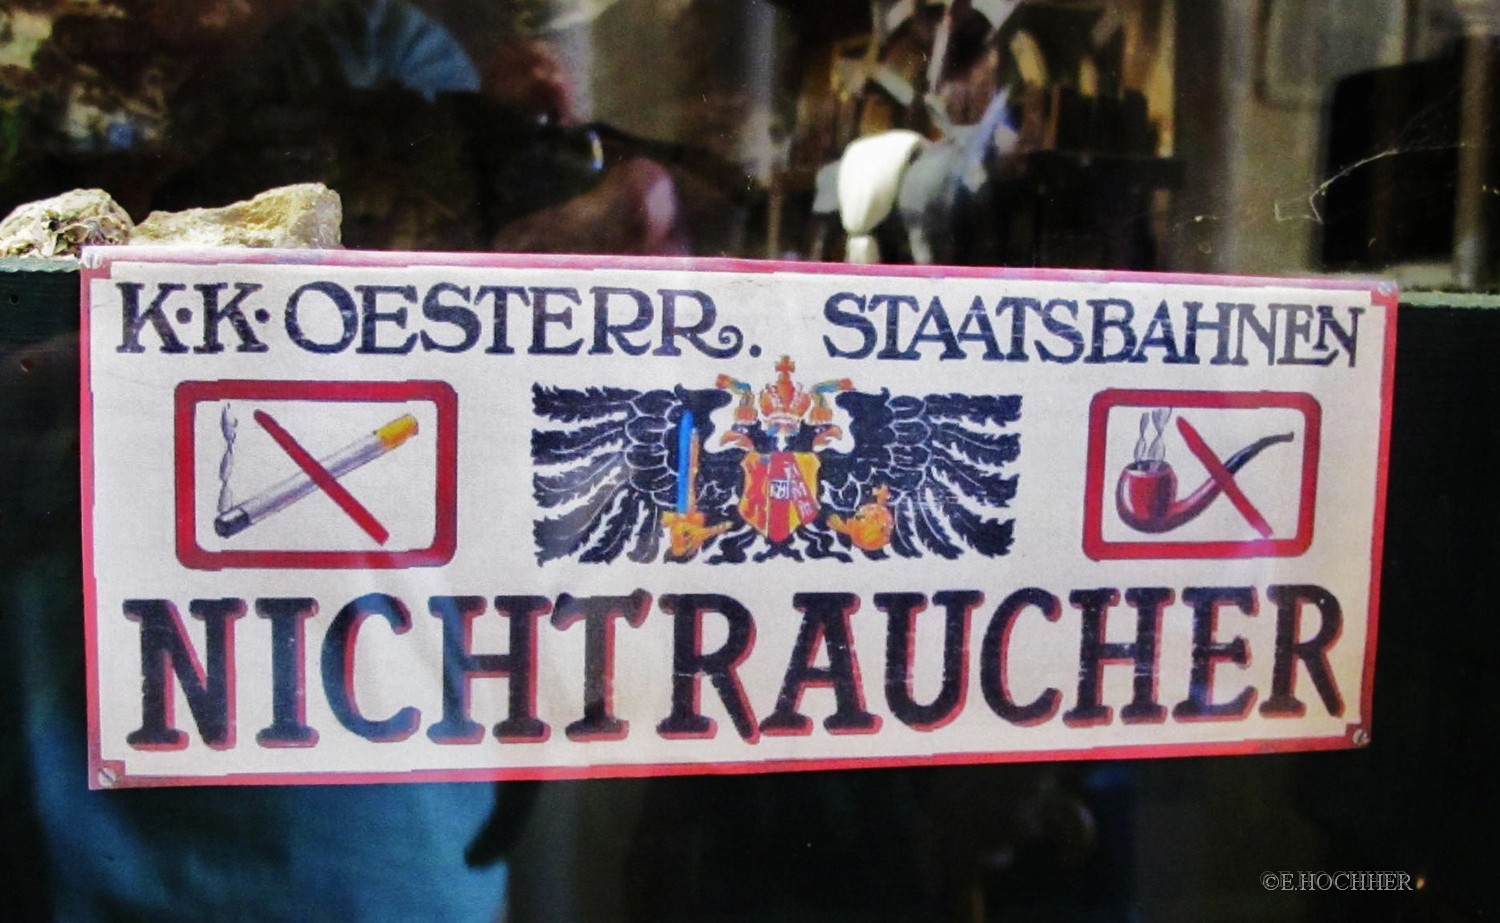 K·K·OESTERR. STAATSBAHNEN
NICHTRAUCHER
©E.HOCHHER